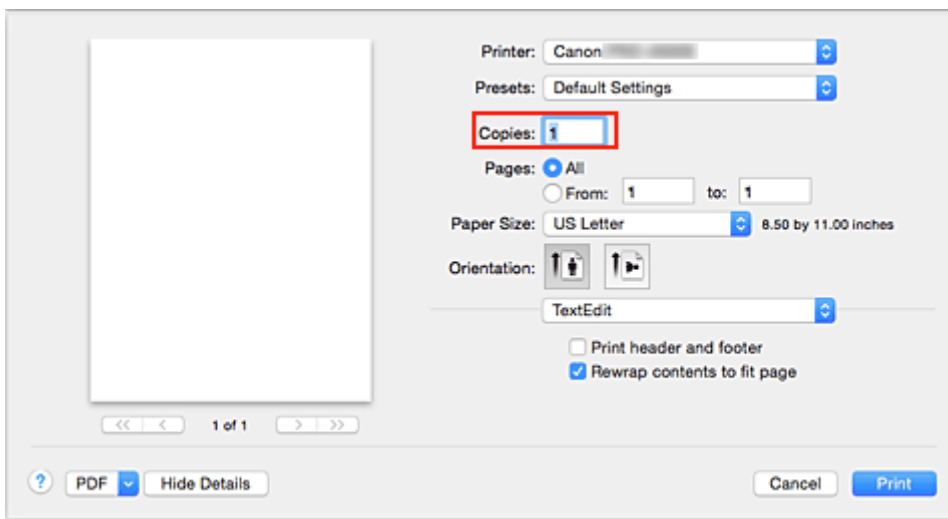 Printer: Canon
Presets: Default Settings
Copies: 1
Pages: All
From: 1 to: 1
Paper Size: US Letter 8.50 by 11.00 inches
Orientation:
TextEdit
Print header and footer
Rewrap contents to fit page
<< < 1 of 1 > >>
? PDF Hide Details Cancel Print